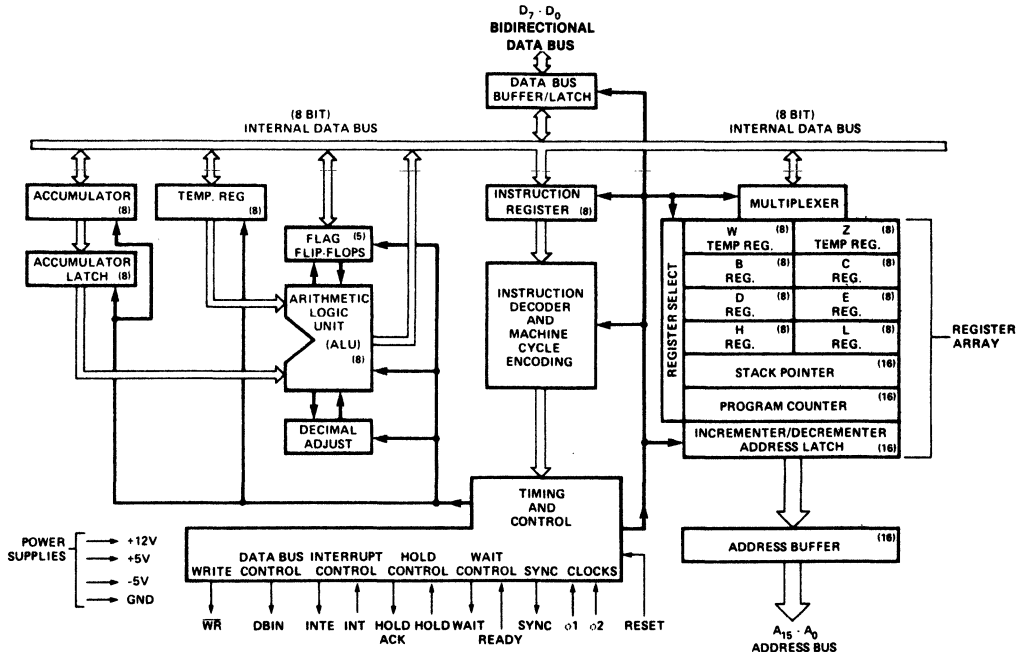 D7 - D0
BIDIRECTIONAL
DATA BUS
DATA BUS
BUFFER/LATCH
(8 BIT)
INTERNAL DATA BUS
(8 BIT)
INTERNAL DATA BUS
ACCUMULATOR
(8)
TEMP. REG
(8)
INSTRUCTION
REGISTER (8)
MULTIPLEXER
FLAG (5)
FLIP-FLOPS
ACCUMULATOR
LATCH (8)
ARITHMETIC
LOGIC
UNIT
(ALU)
(8)
DECIMAL
ADJUST
INSTRUCTION
DECODER
AND
MACHINE
CYCLE
ENCODING
REGISTER SELECT
W (8)
TEMP REG.
Z (8)
TEMP REG.
B (8)
REG.
C (8)
REG.
D (8)
REG.
E (8)
REG.
H (8)
REG.
L (8)
REG.
STACK POINTER (16)
PROGRAM COUNTER (16)
INCREMENTER/DECREMENTER
ADDRESS LATCH (16)
REGISTER
ARRAY
TIMING
AND
CONTROL
WRITE
DATA BUS
CONTROL
INTERRUPT
CONTROL
HOLD
CONTROL
WAIT
CONTROL
SYNC
CLOCKS
POWER
SUPPLIES
+12V
+5V
-5V
GND
ADDRESS BUFFER (16)
W̅R̅
DBIN
INTE
INT
HOLD
ACK
HOLD
WAIT
READY
SYNC
φ1
φ2
RESET
A15 - A0
ADDRESS BUS